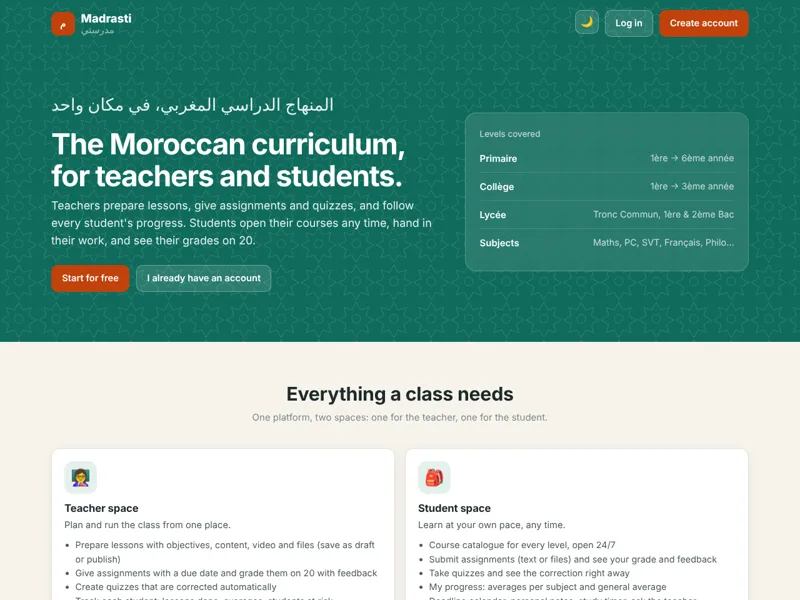 م
Madrasti
مدرستي
Log in
Create account
المنهاج الدراسي المغربي، في مكان واحد
The Moroccan curriculum,
for teachers and students.
Teachers prepare lessons, give assignments and quizzes, and follow
every student's progress. Students open their courses any time, hand in
their work, and see their grades on 20.
Start for free
I already have an account
Levels covered
Primaire 1ère → 6ème année
Collège 1ère → 3ème année
Lycée Tronc Commun, 1ère & 2ème Bac
Subjects Maths, PC, SVT, Français, Philo...
Everything a class needs
One platform, two spaces: one for the teacher, one for the student.
Teacher space
Plan and run the class from one place.
• Prepare lessons with objectives, content, video and files (save as draft
or publish)
• Give assignments with a due date and grade them on 20 with feedback
• Create quizzes that are corrected automatically
Student space
Learn at your own pace, any time.
• Course catalogue for every level, open 24/7
• Submit assignments (text or files) and see your grade and feedback
• Take quizzes and see the correction right away
• My progress: averages per subject and general average